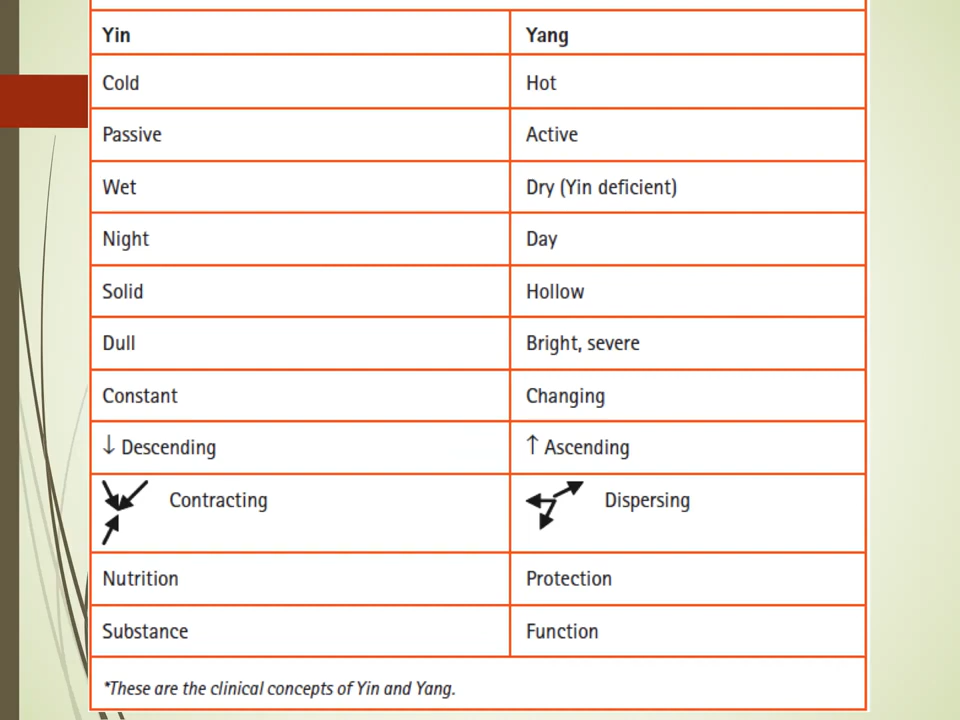 Yin Yang
Cold Hot
Passive Active
Wet Dry (Yin deficient)
Night Day
Solid Hollow
Dull Bright, severe
Constant Changing
↓ Descending ↑ Ascending
Contracting Dispersing
Nutrition Protection
Substance Function
*These are the clinical concepts of Yin and Yang.